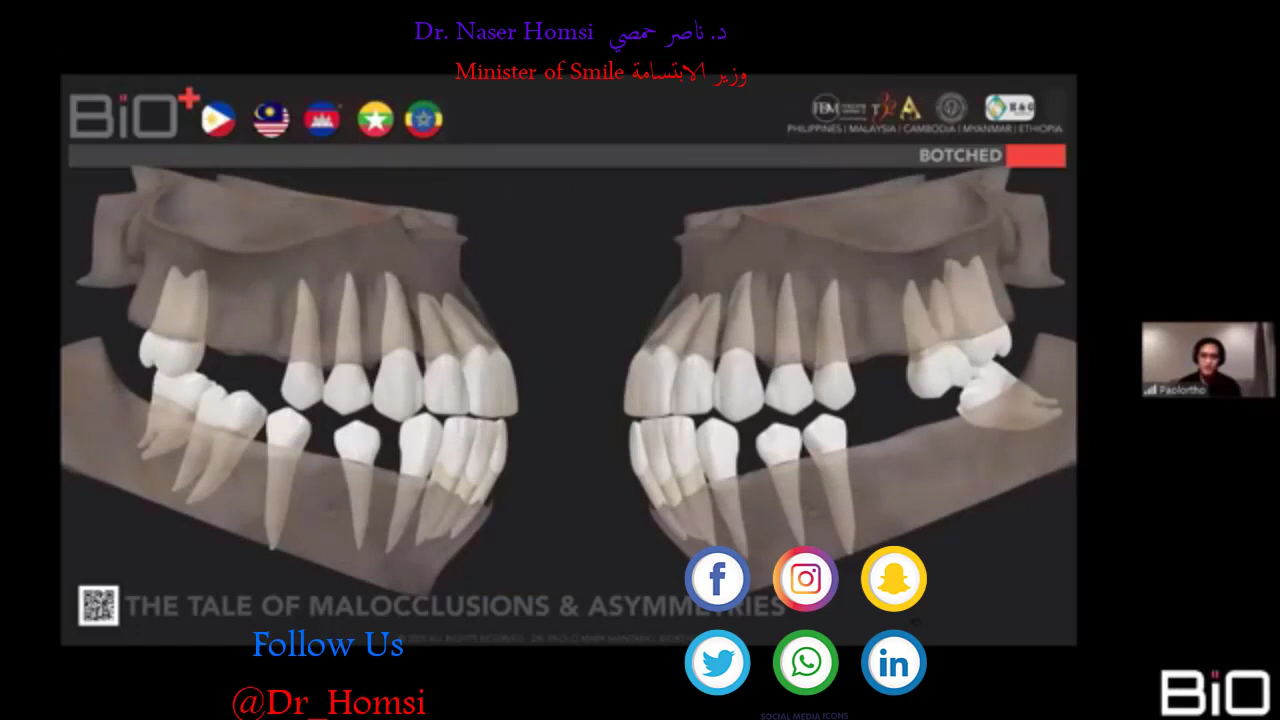 Dr. Naser Homsi د. ناصر حمصي
Minister of Smile وزير الابتسامة
BiO+
PHILIPPINES | MALAYSIA | CAMBODIA | MYANMAR | ETHIOPIA
BOTCHED
Paolortho
THE TALE OF MALOCCLUSIONS & ASYMMETRIES
Follow Us
@Dr_Homsi
SOCIAL MEDIA ICONS
BiO